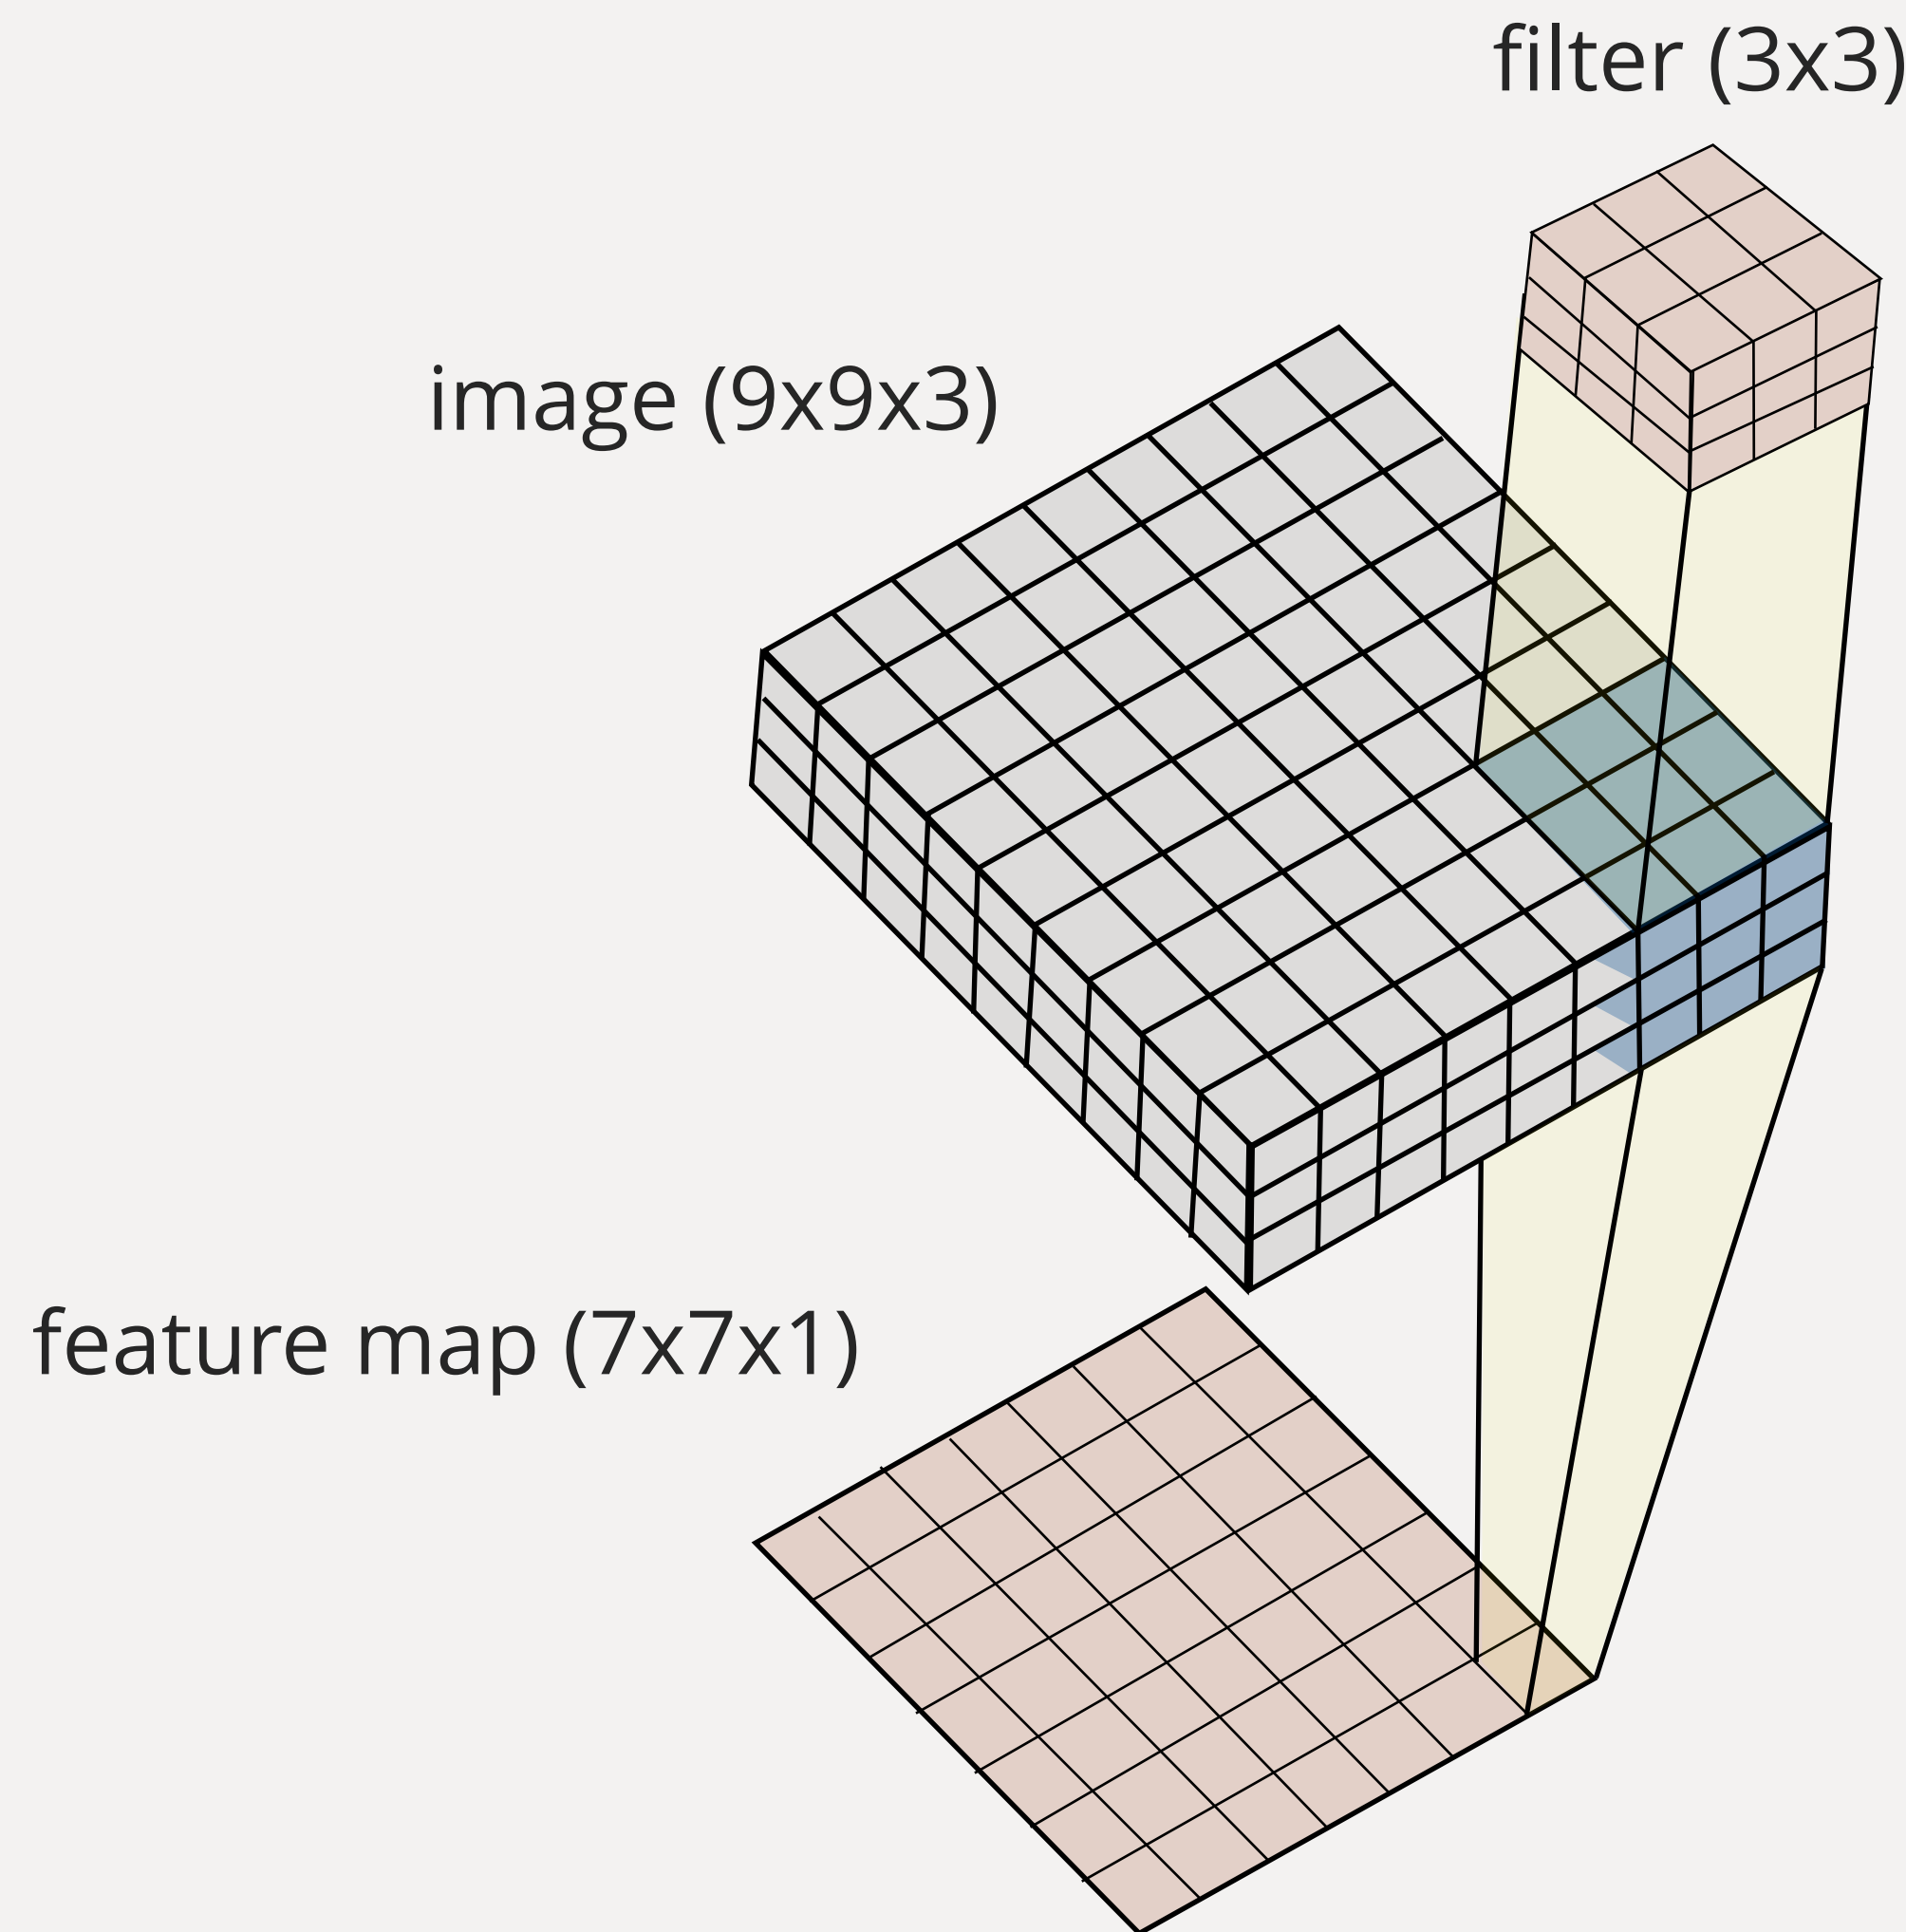 filter (3x3)
image (9x9x3)
feature map (7x7x1)